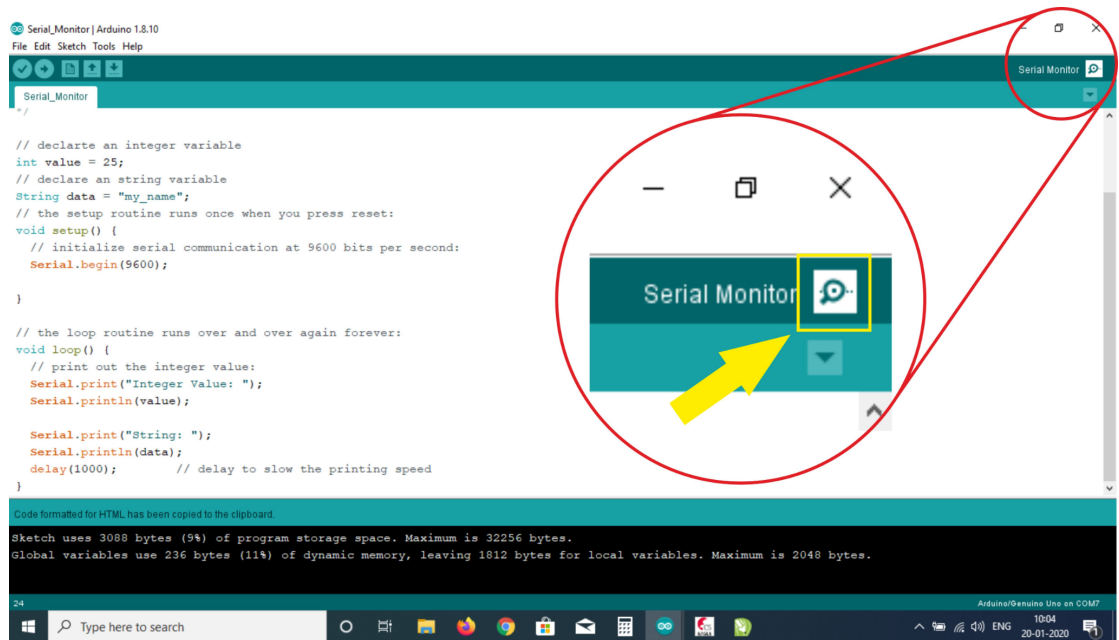 Serial_Monitor | Arduino 1.8.10
File Edit Sketch Tools Help
Serial Monitor
Serial_Monitor
*/
// declarte an integer variable
int value = 25;
// declare an string variable
String data = "my_name";
// the setup routine runs once when you press reset:
void setup() {
// initialize serial communication at 9600 bits per second:
Serial.begin(9600);
}
// the loop routine runs over and over again forever:
void loop() {
// print out the integer value:
Serial.print("Integer Value: ");
Serial.println(value);
Serial.print("String: ");
Serial.println(data);
delay(1000);        // delay to slow the printing speed
}
Serial Monitor
Code formatted for HTML has been copied to the clipboard.
Sketch uses 3088 bytes (9%) of program storage space. Maximum is 32256 bytes.
Global variables use 236 bytes (11%) of dynamic memory, leaving 1812 bytes for local variables. Maximum is 2048 bytes.
24
Arduino/Genuino Uno on COM7
Type here to search
ENG
10:04
20-01-2020